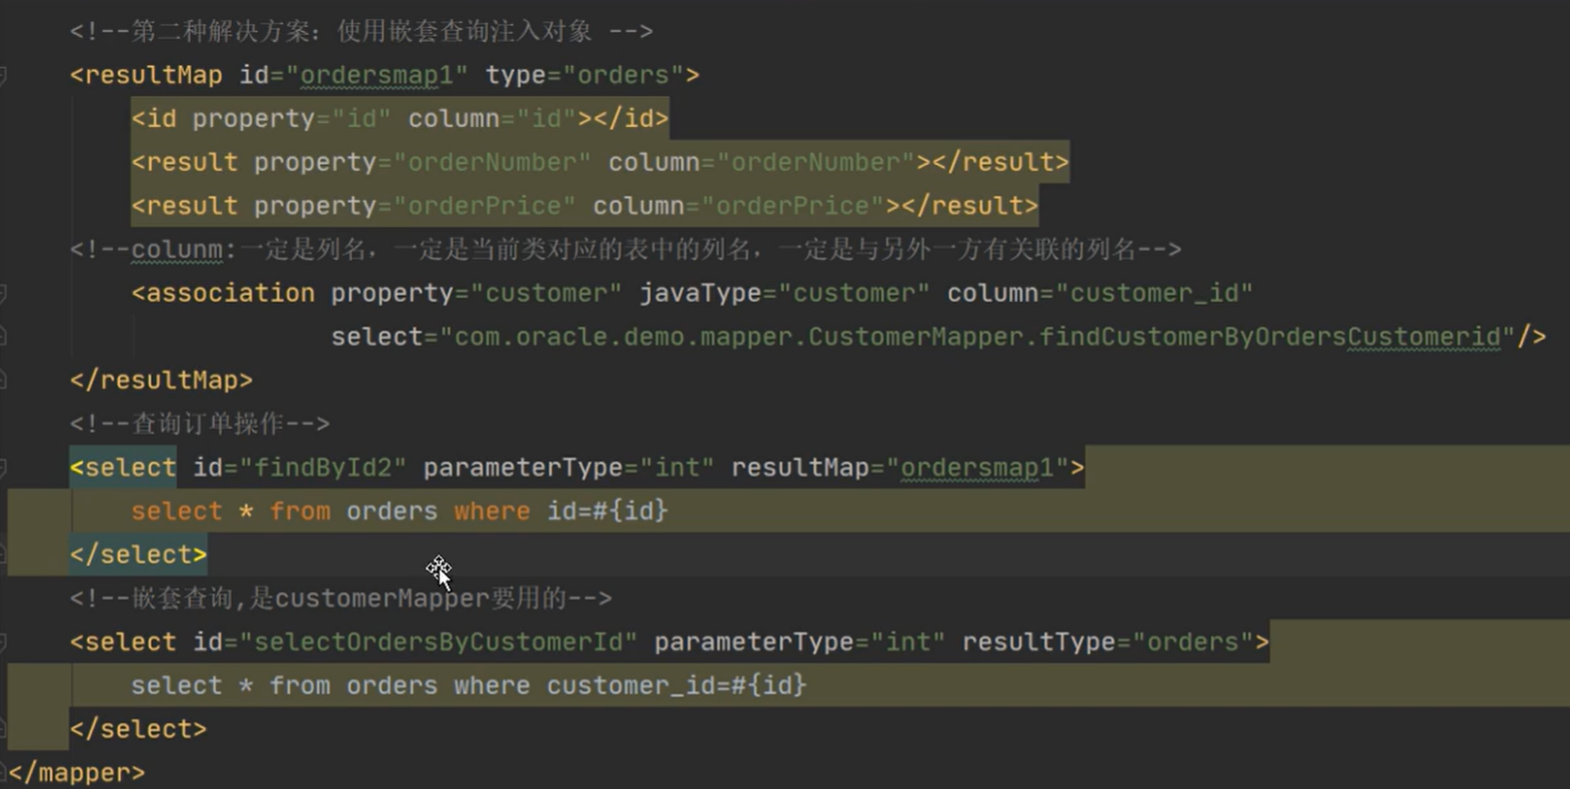 <!--第二种解决方案：使用嵌套查询注入对象 -->
<resultMap id="ordersmap1" type="orders">
<id property="id" column="id"></id>
<result property="orderNumber" column="orderNumber"></result>
<result property="orderPrice" column="orderPrice"></result>
<!--colunm:一定是列名，一定是当前类对应的表中的列名，一定是与另外一方有关联的列名-->
<association property="customer" javaType="customer" column="customer_id"
select="com.oracle.demo.mapper.CustomerMapper.findCustomerByOrdersCustomerid"/>
</resultMap>
<!--查询订单操作-->
<select id="findById2" parameterType="int" resultMap="ordersmap1">
select * from orders where id=#{id}
</select>
<!--嵌套查询,是customerMapper要用的-->
<select id="selectOrdersByCustomerId" parameterType="int" resultType="orders">
select * from orders where customer_id=#{id}
</select>
</mapper>